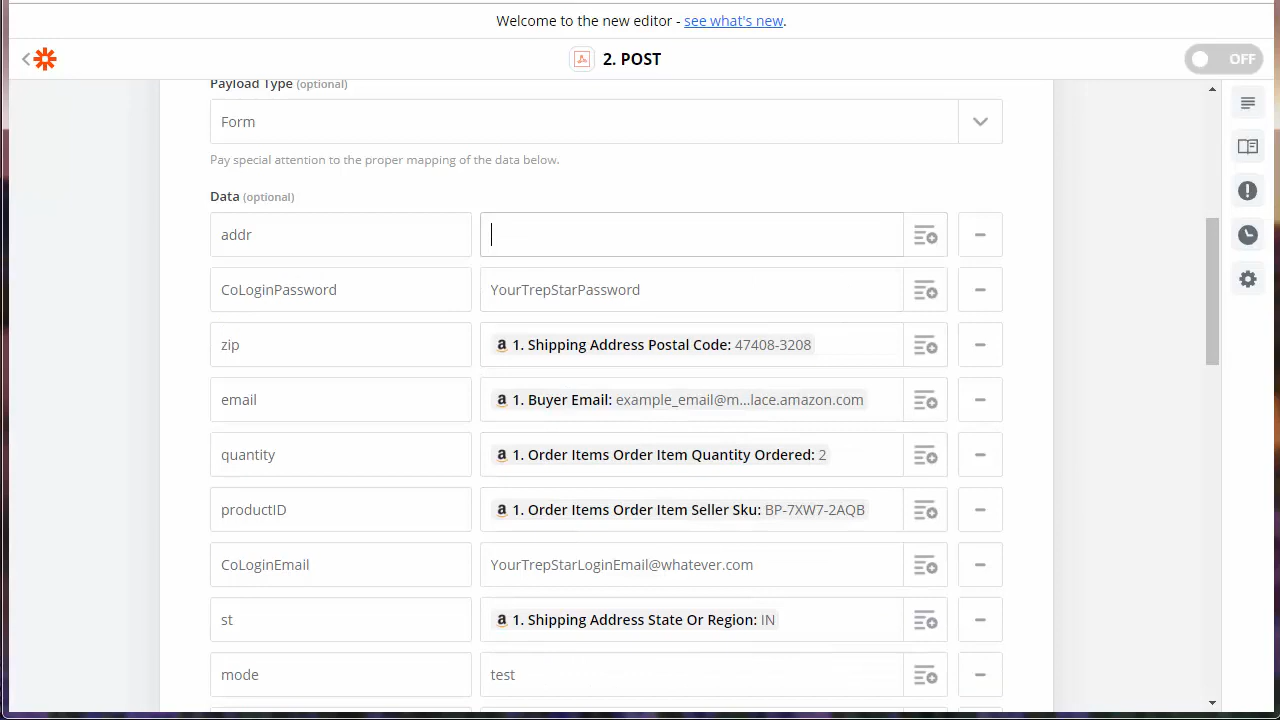 Welcome to the new editor - see what's new.
2. POST
OFF
Payload Type (optional)
Form
Pay special attention to the proper mapping of the data below.
Data (optional)
addr
CoLoginPassword YourTrepStarPassword
zip a 1. Shipping Address Postal Code: 47408-3208
email a 1. Buyer Email: example_email@m...lace.amazon.com
quantity a 1. Order Items Order Item Quantity Ordered: 2
productID a 1. Order Items Order Item Seller Sku: BP-7XW7-2AQB
CoLoginEmail YourTrepStarLoginEmail@whatever.com
st a 1. Shipping Address State Or Region: IN
mode test